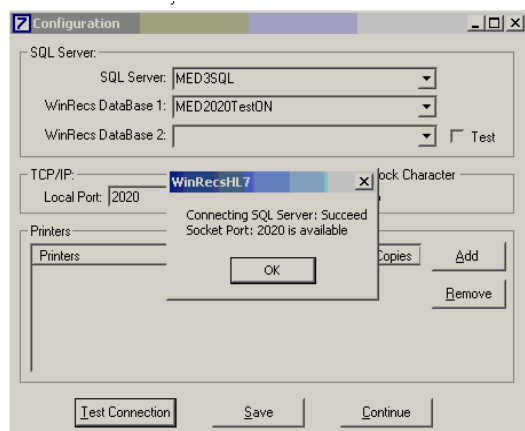 Configuration
SQL Server:
SQL Server: MED3SQL
WinRecs DataBase 1: MED2020TestON
WinRecs DataBase 2:
Test
TCP/IP:
ock Character
Local Port: 2020
WinRecsHL7
Connecting SQL Server: Succeed
Socket Port: 2020 is available
OK
Printers
Printers
Copies
Add
Remove
Test Connection
Save
Continue